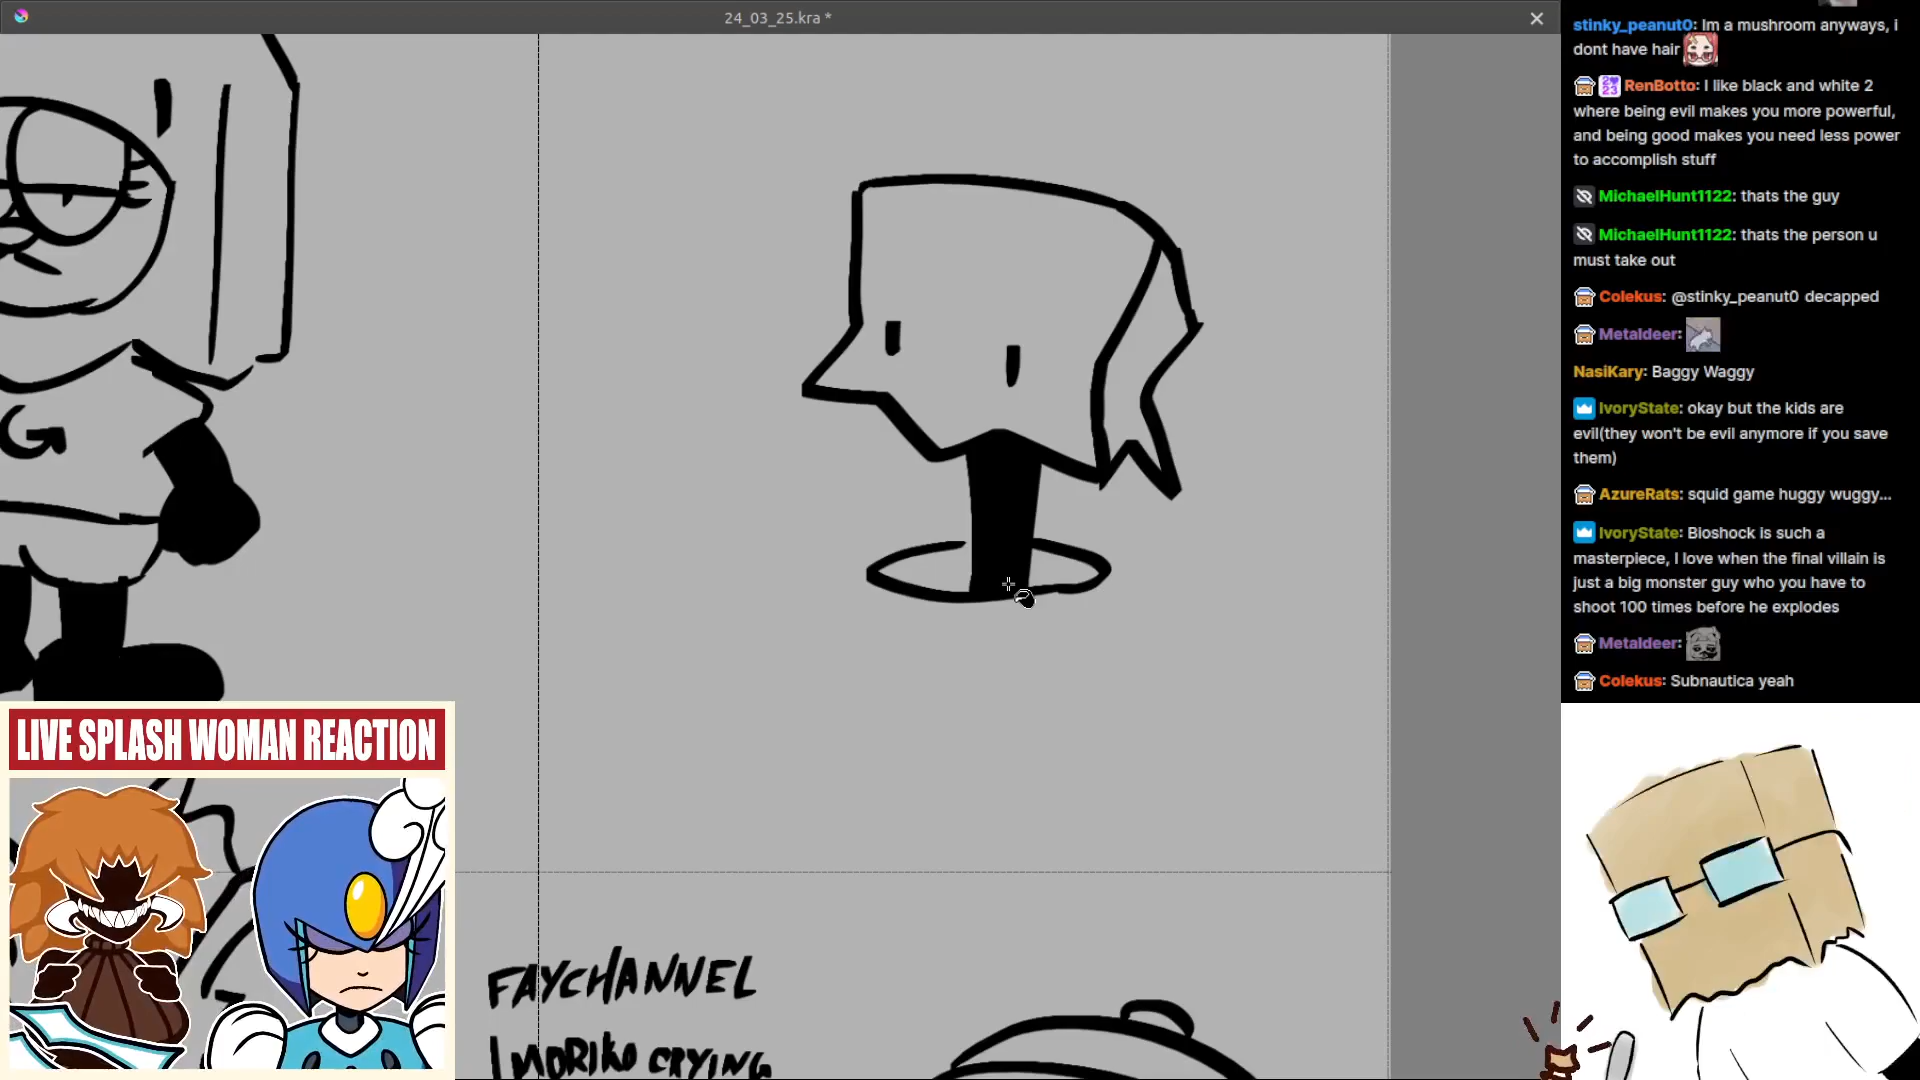 24_03_25.kra *
stinky_peanut0: Im a mushroom anyways, i
dont have hair
RenBotto: I like black and white 2
where being evil makes you more powerful,
and being good makes you need less power
to accomplish stuff
MichaelHunt1122: thats the guy
MichaelHunt1122: thats the person u
must take out
Colekus: @stinky_peanut0 decapped
Metaldeer:
NasiKary: Baggy Waggy
IvoryState: okay but the kids are
evil(they won't be evil anymore if you save
them)
AzureRats: squid game huggy wuggy...
IvoryState: Bioshock is such a
masterpiece, I love when the final villain is
just a big monster guy who you have to
shoot 100 times before he explodes
Metaldeer:
Colekus: Subnautica yeah
G
LIVE SPLASH WOMAN REACTION
FAYCHANNEL
1 MORIKO CRYING